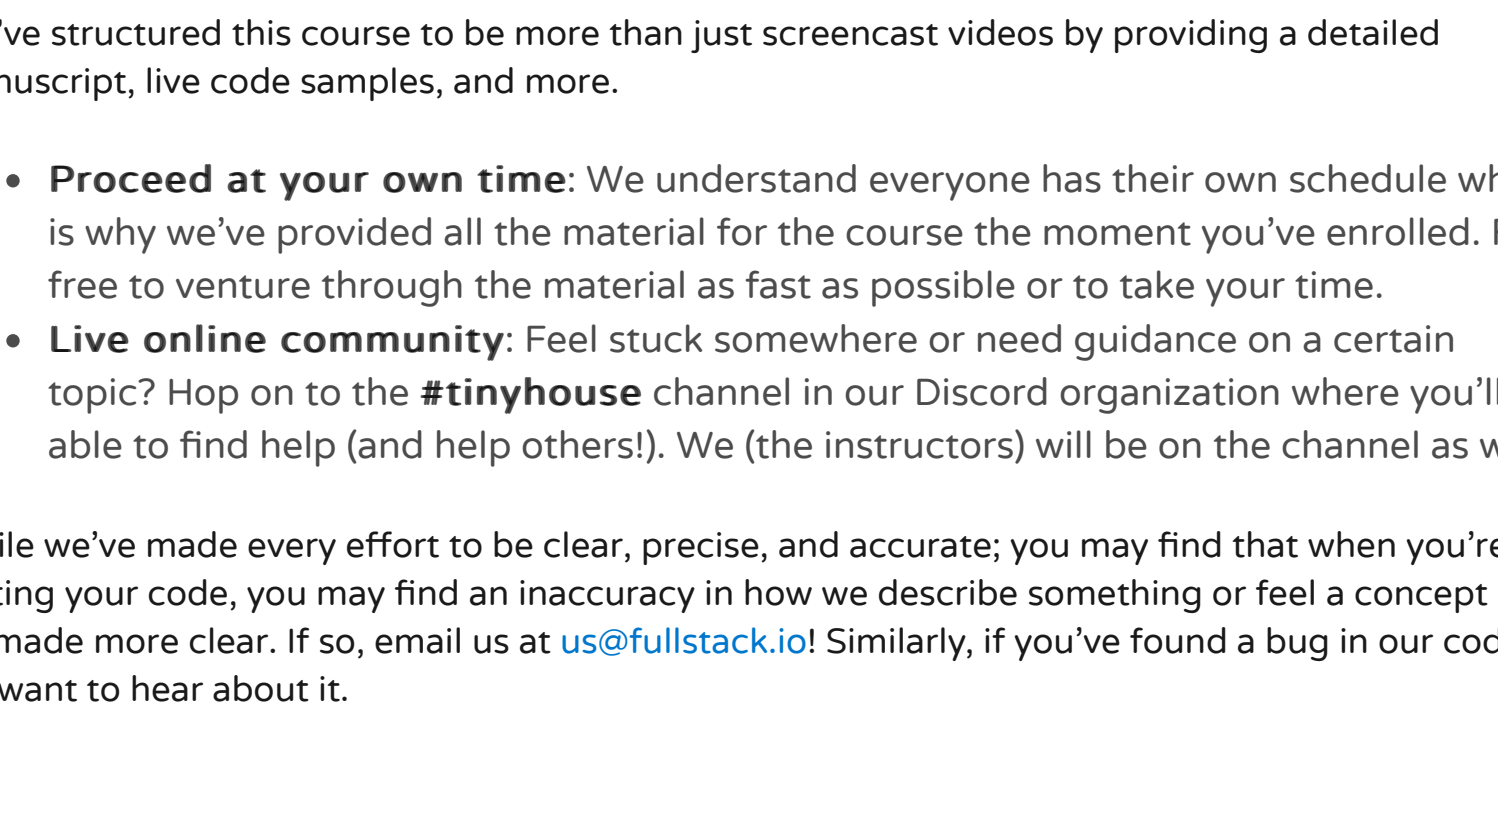 've structured this course to be more than just screencast videos by providing a detailed
nuscript, live code samples, and more.
• Proceed at your own time: We understand everyone has their own schedule wh
is why we've provided all the material for the course the moment you've enrolled. F
free to venture through the material as fast as possible or to take your time.
• Live online community: Feel stuck somewhere or need guidance on a certain
topic? Hop on to the #tinyhouse channel in our Discord organization where you'll
able to find help (and help others!). We (the instructors) will be on the channel as w
ile we've made every effort to be clear, precise, and accurate; you may find that when you're
ting your code, you may find an inaccuracy in how we describe something or feel a concept
made more clear. If so, email us at us@fullstack.io! Similarly, if you've found a bug in our cod
want to hear about it.